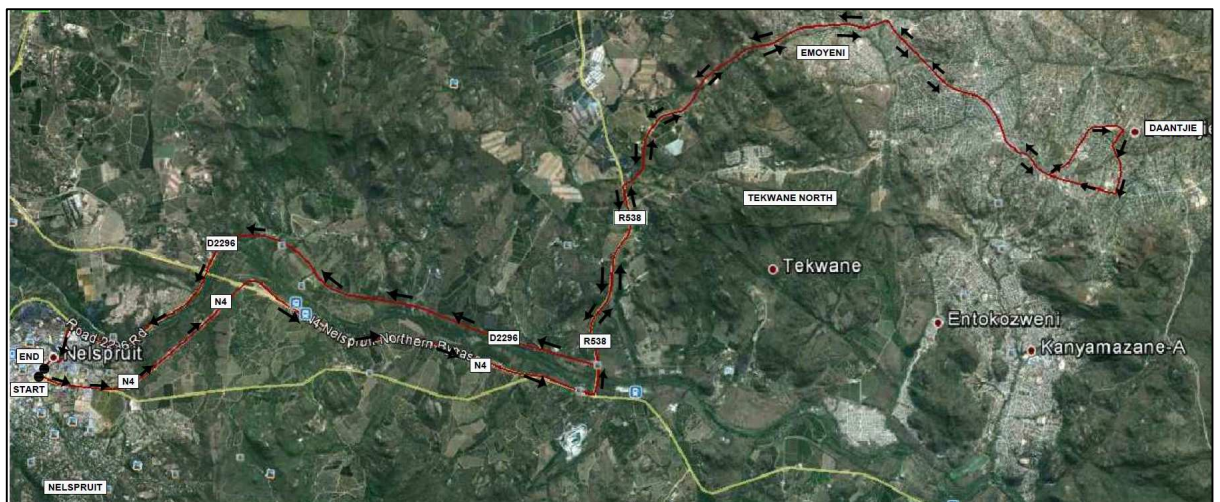 EMOYENI
DAANTJIE
TEKWANE NORTH
R538
D2296
Tekwane
N4
Entokozweni
N4-Nelspruit Northern Bypass
Nelspruit
D2296
R538
Kanyamazane-A
END
START
N4
N4
NELSPRUIT